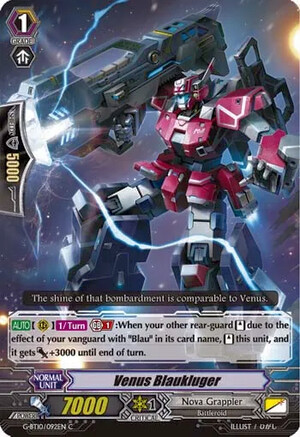 1
GRADE
5000
The shine of that bombardment is comparable to Venus.
AUTO 1/Turn 1 :When your other rear-guard due to the
effect of your vanguard with "Blau" in its card name, this unit, and
it gets +3000 until end of turn.
NORMAL UNIT
Venus Blaukluger
POWER
7000
1
CRITICAL
Nova Grappler
Battleroid
G-BT10/092EN C
ILLUST